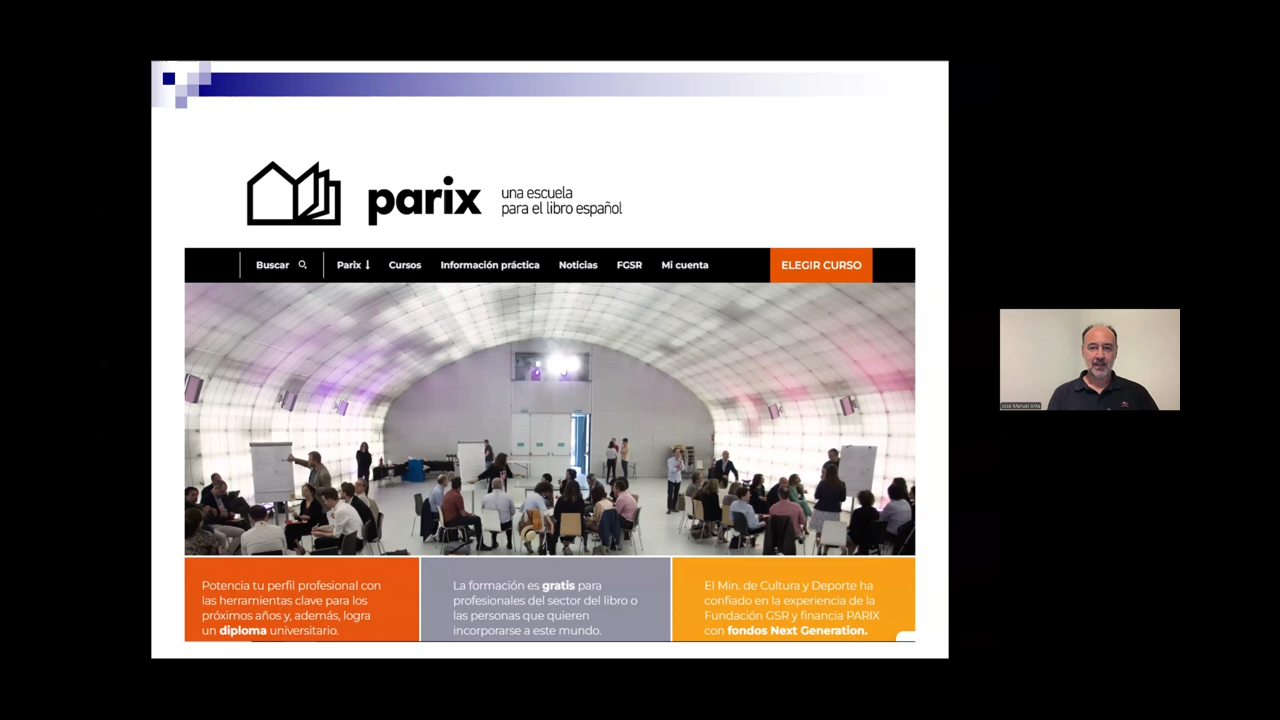 parix
una escuela
para el libro español
Buscar
Parix
Cursos
Información práctica
Noticias
FGSR
Mi cuenta
ELEGIR CURSO
Potencia tu perfil profesional con
las herramientas clave para los
próximos años y, además, logra
un diploma universitario.
La formación es gratis para
profesionales del sector del libro o
las personas que quieren
incorporarse a este mundo.
El Min. de Cultura y Deporte ha
confiado en la experiencia de la
Fundación GSR y financia PARIX
con fondos Next Generation.
José Manuel Anta